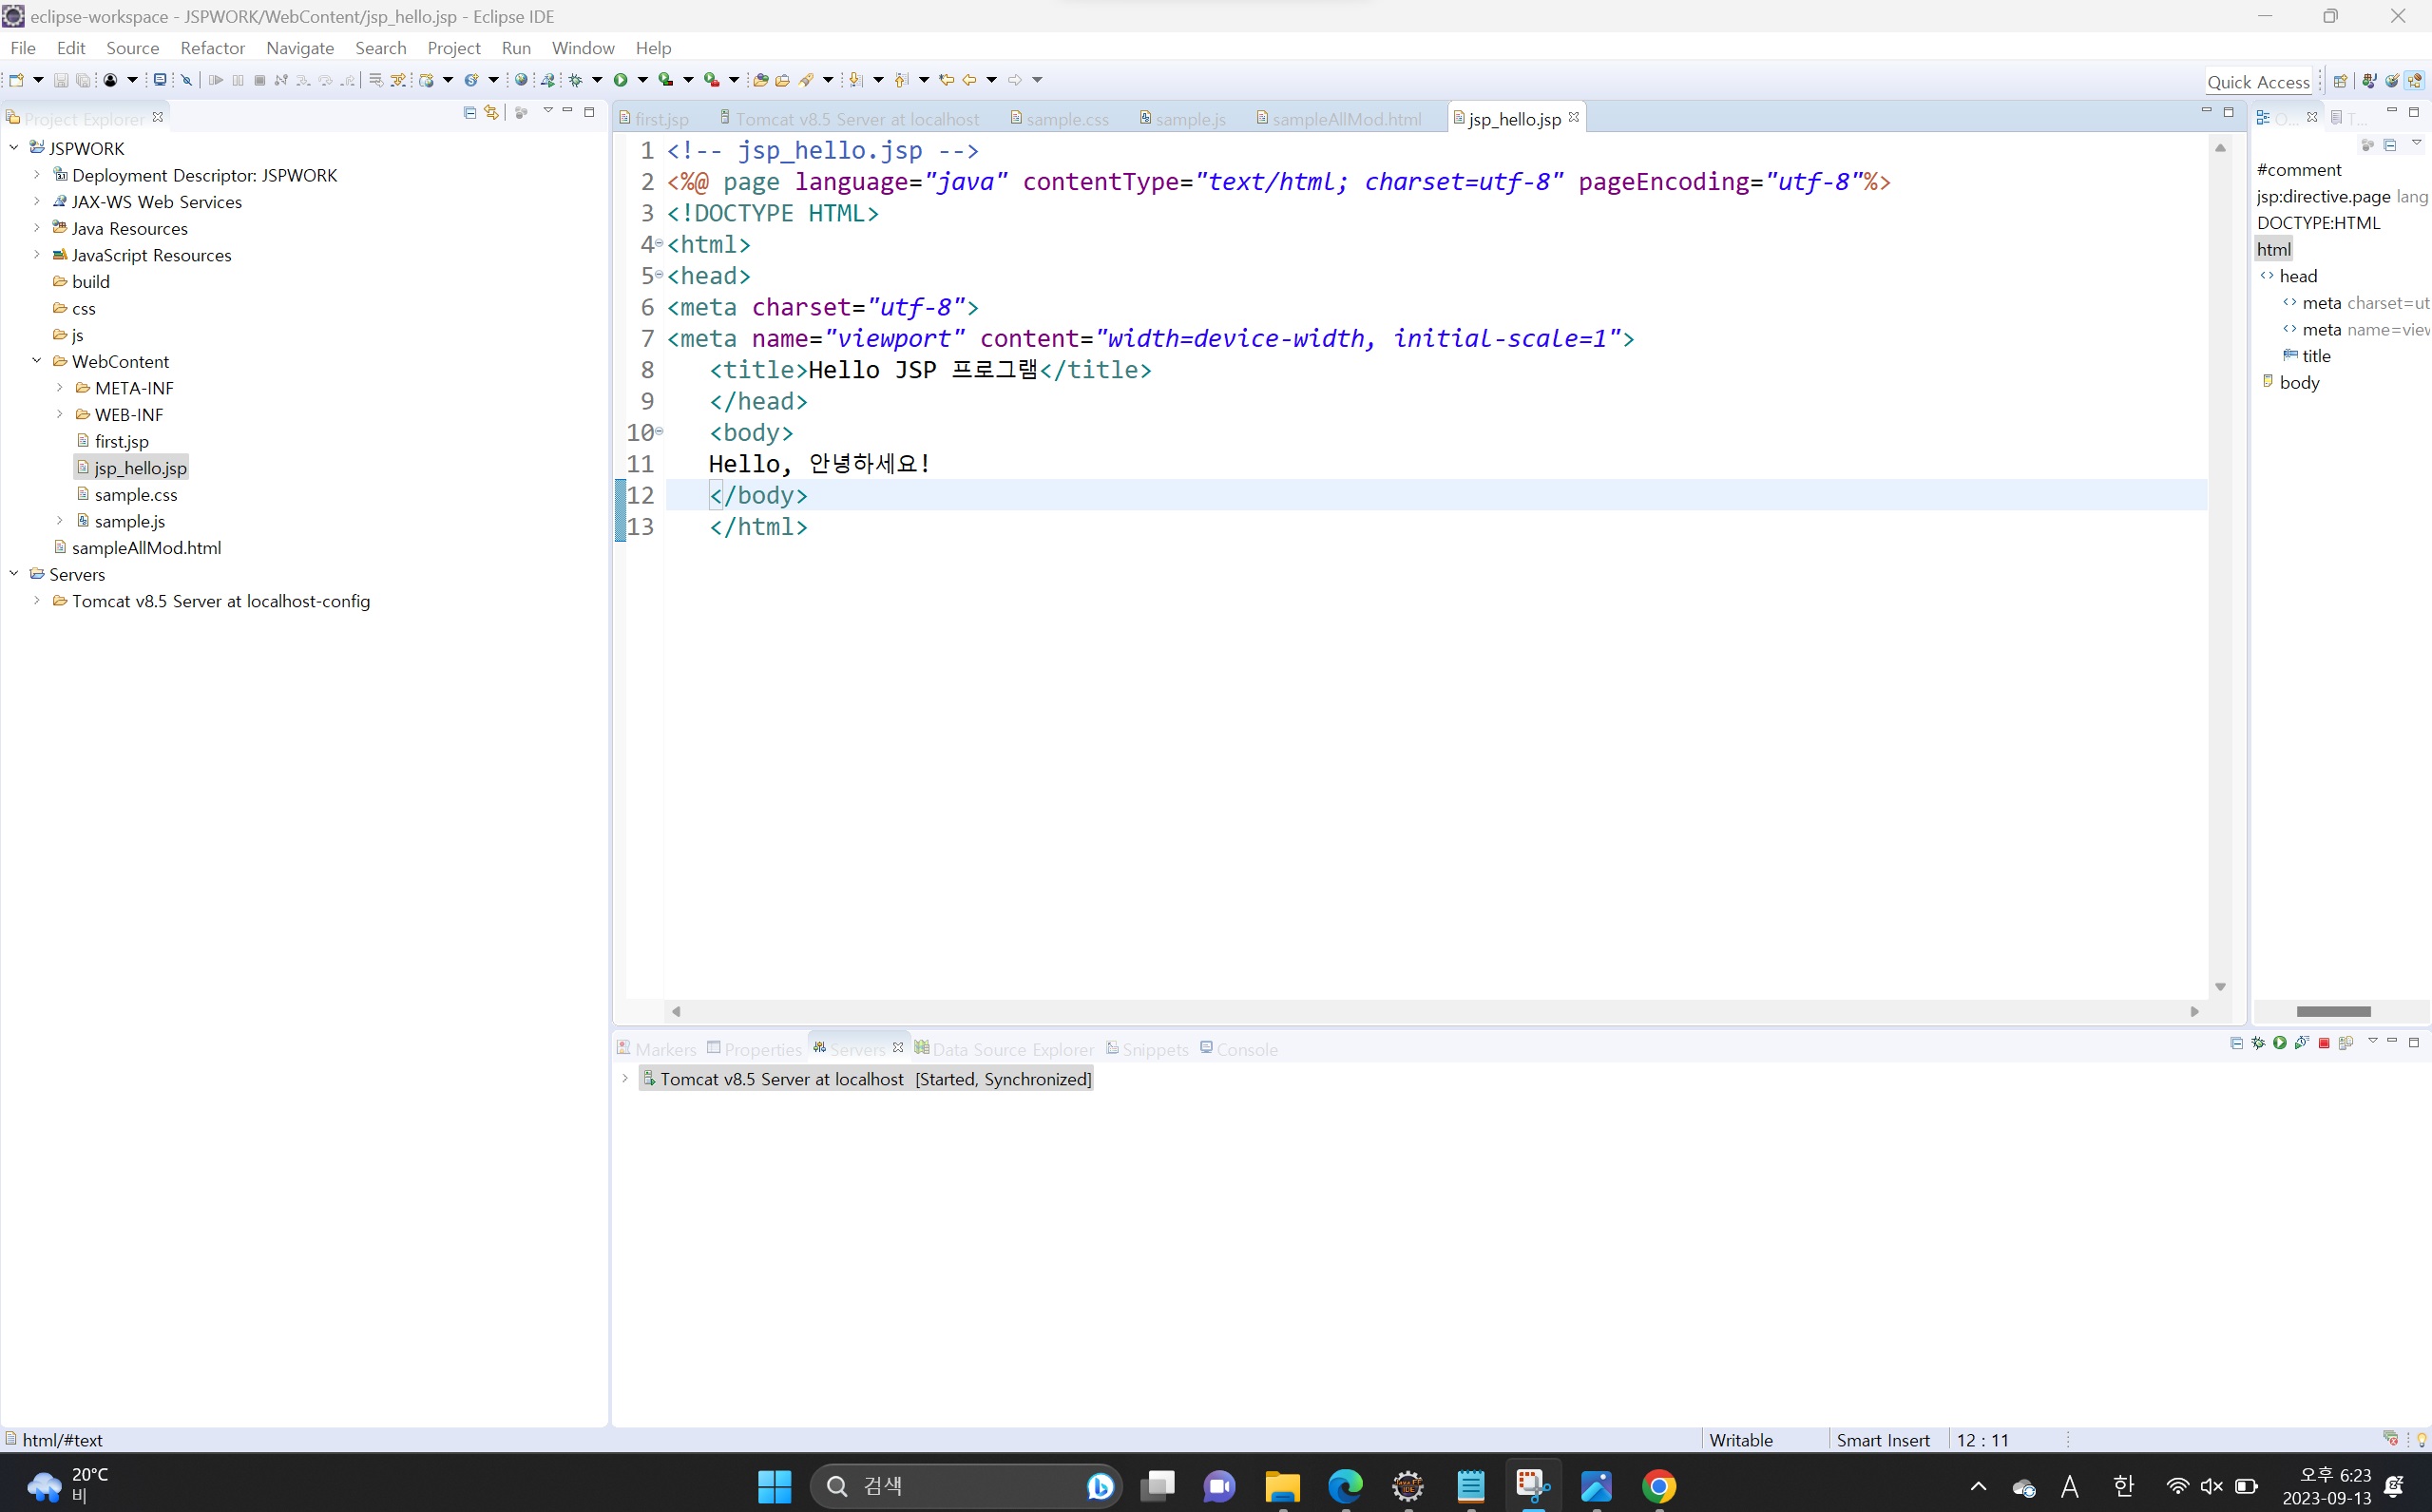 eclipse-workspace - JSPWORK/WebContent/jsp_hello.jsp - Eclipse IDE
File Edit Source Refactor Navigate Search Project Run Window Help
Quick Access
Project Explorer
JSPWORK
Deployment Descriptor: JSPWORK
JAX-WS Web Services
Java Resources
JavaScript Resources
build
css
js
WebContent
META-INF
WEB-INF
first.jsp
jsp_hello.jsp
sample.css
sample.js
sampleAllMod.html
Servers
Tomcat v8.5 Server at localhost-config
first.jsp Tomcat v8.5 Server at localhost sample.css sample.js sampleAllMod.html jsp_hello.jsp
1 <!-- jsp_hello.jsp -->
2 <%@ page language="java" contentType="text/html; charset=utf-8" pageEncoding="utf-8"%>
3 <!DOCTYPE HTML>
4 <html>
5 <head>
6 <meta charset="utf-8">
7 <meta name="viewport" content="width=device-width, initial-scale=1">
8 <title>Hello JSP 프로그램</title>
9 </head>
10 <body>
11 Hello, 안녕하세요!
12 </body>
13 </html>
O... T...
#comment
jsp:directive.page lang
DOCTYPE:HTML
html
head
meta charset=ut
meta name=view
title
body
Markers Properties Servers Data Source Explorer Snippets Console
Tomcat v8.5 Server at localhost [Started, Synchronized]
html/#text Writable Smart Insert 12 : 11
20°C
비
검색
A 한
오후 6:23
2023-09-13